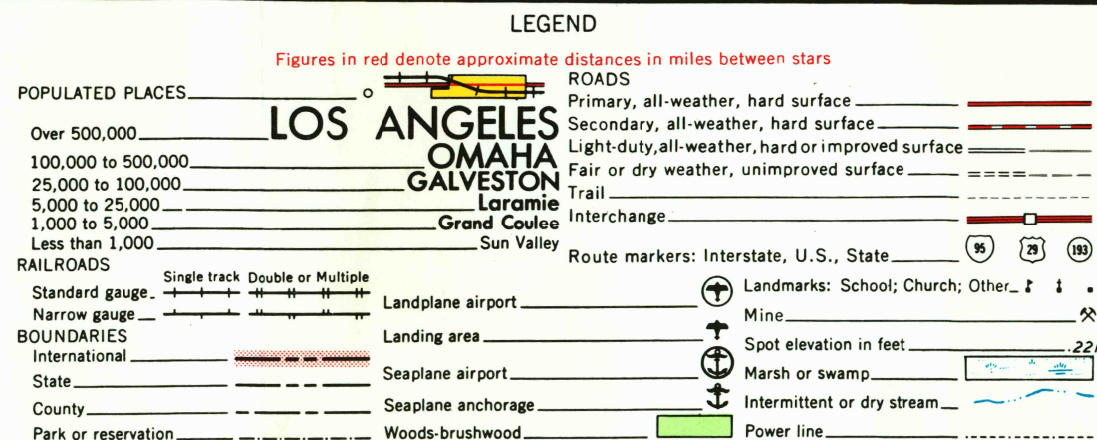 LEGEND
Figures in red denote approximate distances in miles between stars
POPULATED PLACES
Over 500,000 LOS ANGELES
100,000 to 500,000 OMAHA
25,000 to 100,000 GALVESTON
5,000 to 25,000 Laramie
1,000 to 5,000 Grand Coulee
Less than 1,000 Sun Valley
RAILROADS
Single track Double or Multiple
Standard gauge
Narrow gauge
BOUNDARIES
International
State
County
Park or reservation
Landplane airport
Landing area
Seaplane airport
Seaplane anchorage
Woods-brushwood
ROADS
Primary, all-weather, hard surface
Secondary, all-weather, hard surface
Light-duty, all-weather, hard or improved surface
Fair or dry weather, unimproved surface
Trail
Interchange
Route markers: Interstate, U.S., State 95 29 193
Landmarks: School; Church; Other
Mine
Spot elevation in feet
Marsh or swamp
Intermittent or dry stream
Power line